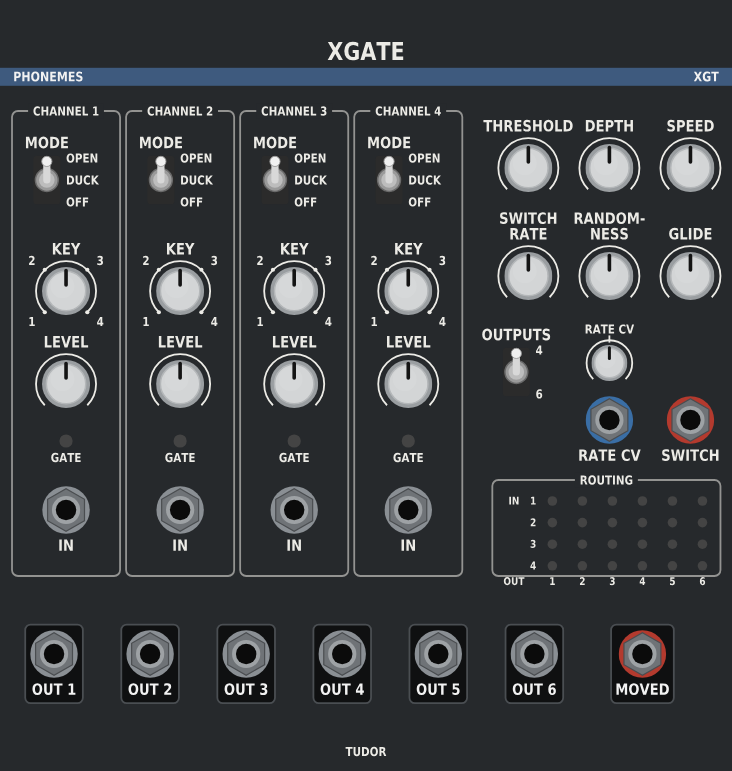 XGATE
PHONEMES XGT
CHANNEL 1
MODE
OPEN
DUCK
OFF
KEY
2 3
1 4
LEVEL
GATE
IN
CHANNEL 2
MODE
OPEN
DUCK
OFF
KEY
2 3
1 4
LEVEL
GATE
IN
CHANNEL 3
MODE
OPEN
DUCK
OFF
KEY
2 3
1 4
LEVEL
GATE
IN
CHANNEL 4
MODE
OPEN
DUCK
OFF
KEY
2 3
1 4
LEVEL
GATE
IN
THRESHOLD DEPTH SPEED
SWITCH
RATE
RANDOM-
NESS
GLIDE
OUTPUTS
4
6
RATE CV
RATE CV SWITCH
ROUTING
IN 1
2
3
4
OUT 1 2 3 4 5 6
OUT 1 OUT 2 OUT 3 OUT 4 OUT 5 OUT 6 MOVED
TUDOR